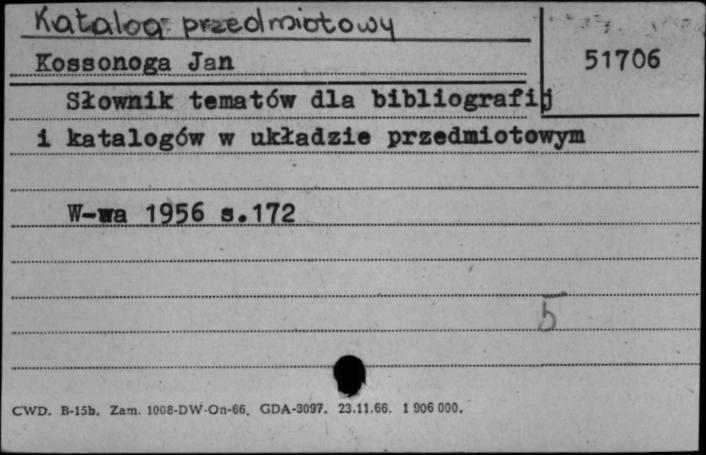 Katalog przedmiotowy
51706
Kossonoga Jan
Słownik tematów dla bibliografij
i katalogów w układzie przedmiotowym
W-wa 1956 s.172
5
CWD. B-15b. Zam. 1008-DW-On-66. GDA-3097. 23.11.66. 1 906 000.